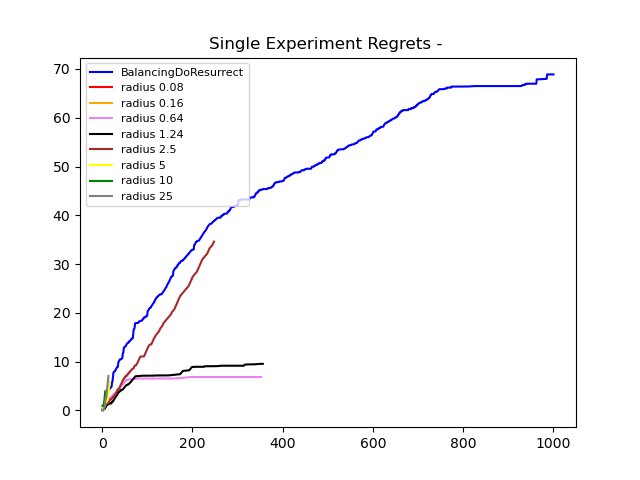 Single Experiment Regrets -
BalancingDoResurrect
radius 0.08
radius 0.16
radius 0.64
radius 1.24
radius 2.5
radius 5
radius 10
radius 25
70
60
50
40
30
20
10
0
0 200 400 600 800 1000